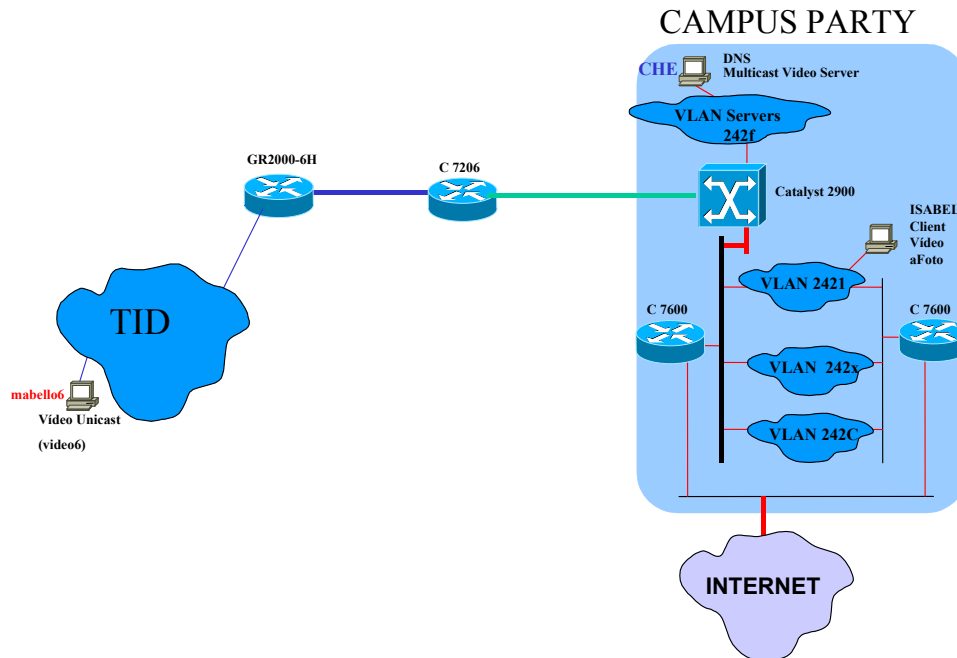 CAMPUS PARTY
CHE
DNS
Multicast Video Server
VLAN Servers
242f
GR2000-6H
C 7206
Catalyst 2900
ISABEL
Client
Vídeo
aFoto
VLAN 2421
C 7600
C 7600
TID
VLAN 242x
mabello6
Vídeo Unicast
(video6)
VLAN 242C
INTERNET